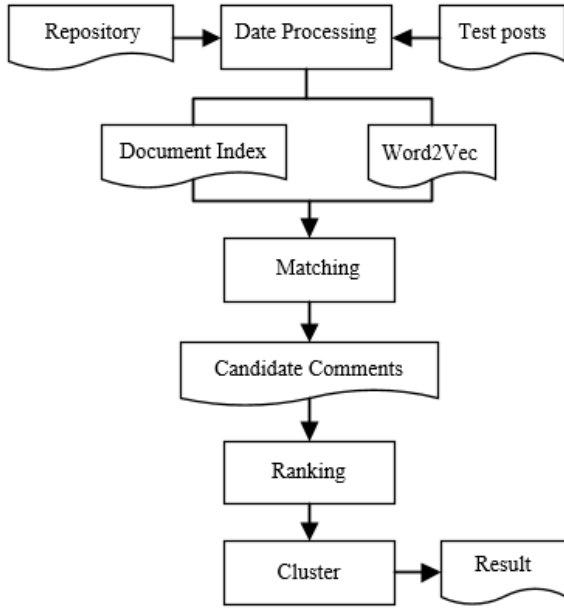 Repository
Date Processing
Test posts
Document Index
Word2Vec
Matching
Candidate Comments
Ranking
Cluster
Result